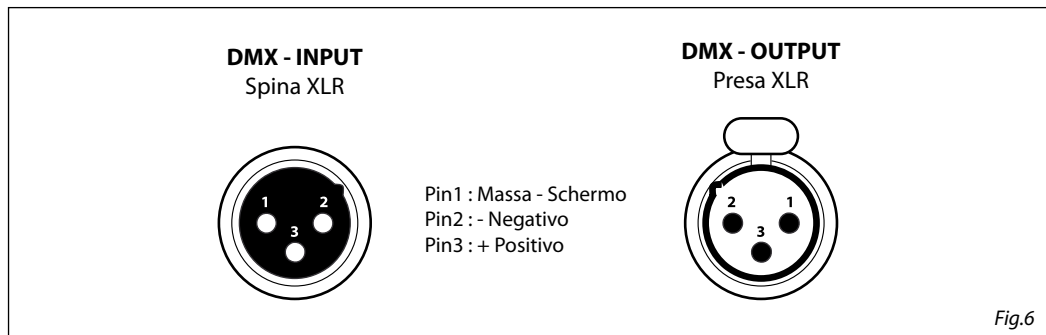 DMX - INPUT
Spina XLR
DMX - OUTPUT
Presa XLR
1
2
3
Pin1 : Massa - Schermo
Pin2 : - Negativo
Pin3 : + Positivo
2
1
3
Fig.6